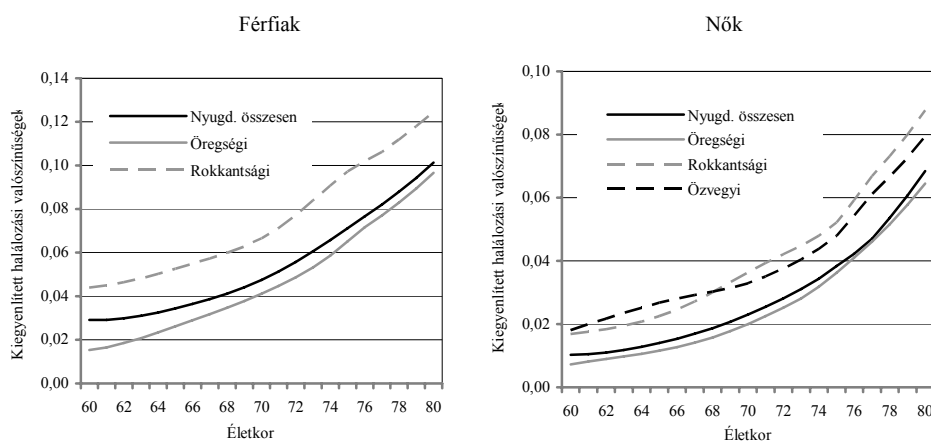 Férfiak
Kiegyenlített halálozási valószínűségek
0,14
0,12
0,10
0,08
0,06
0,04
0,02
0,00
Nyugd. összesen
Öregségi
Rokkantsági
60 62 64 66 68 70 72 74 76 78 80
Életkor
Nők
Kiegyenlített halálozási valószínűségek
0,10
0,08
0,06
0,04
0,02
0,00
Nyugd. összesen
Öregségi
Rokkantsági
Özvegyi
60 62 64 66 68 70 72 74 76 78 80
Életkor